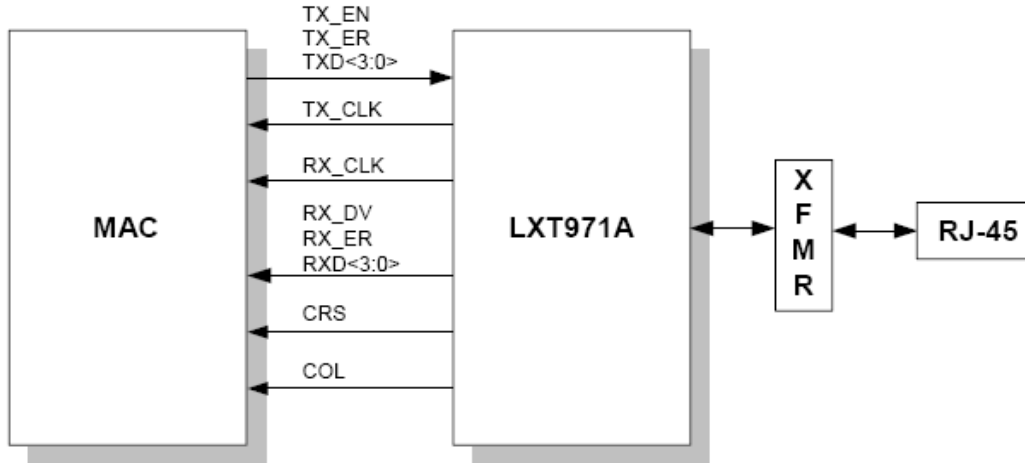 TX_EN
TX_ER
TXD<3:0>
TX_CLK
RX_CLK
RX_DV
RX_ER
RXD<3:0>
CRS
COL
MAC
LXT971A
X
F
M
R
RJ-45